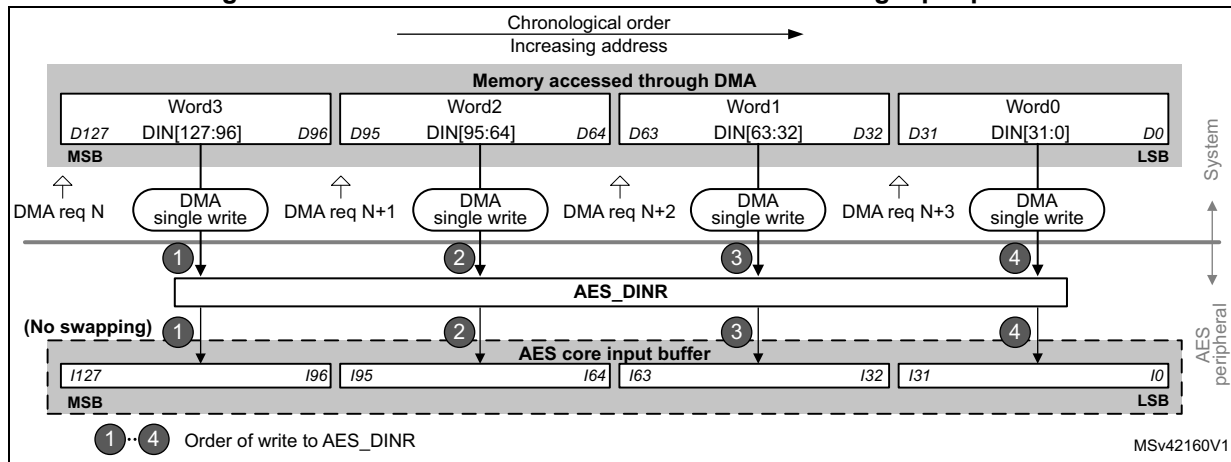 Chronological order
Increasing address
Memory accessed through DMA
Word3 Word2 Word1 Word0
D127 DIN[127:96] D96 D95 DIN[95:64] D64 D63 DIN[63:32] D32 D31 DIN[31:0] D0
MSB LSB
System
DMA req N DMA single write DMA req N+1 DMA single write DMA req N+2 DMA single write DMA req N+3 DMA single write
1 2 3 4
AES_DINR
(No swapping)
1 2 3 4
AES peripheral
AES core input buffer
I127 I96 I95 I64 I63 I32 I31 I0
MSB LSB
1··4 Order of write to AES_DINR
MSv42160V1